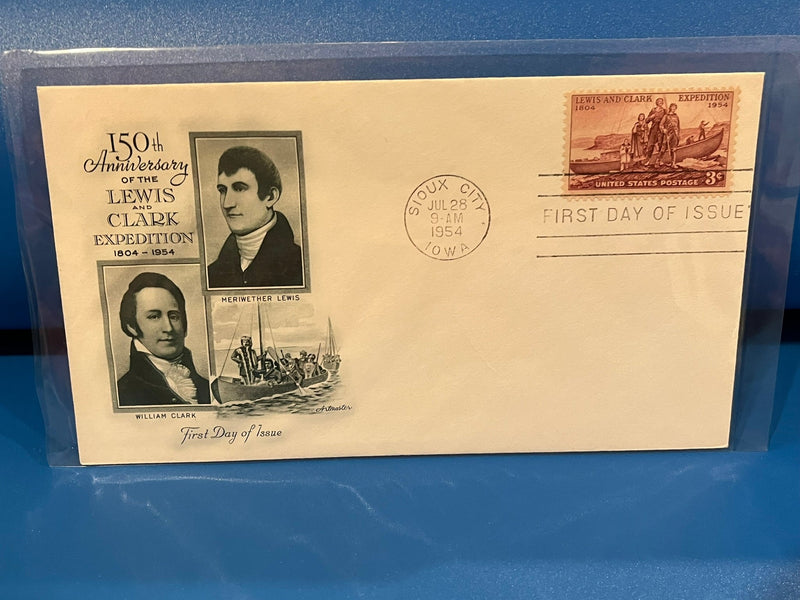 150th
Anniversary
OF THE
LEWIS
AND
CLARK
EXPEDITION
1804 - 1954
MERIWETHER LEWIS
WILLIAM CLARK
Artmaster
First Day of Issue
SIOUX CITY
JUL 28
9-AM
1954
IOWA
LEWIS AND CLARK EXPEDITION
1804 1954
UNITED STATES POSTAGE 3¢
FIRST DAY OF ISSUE